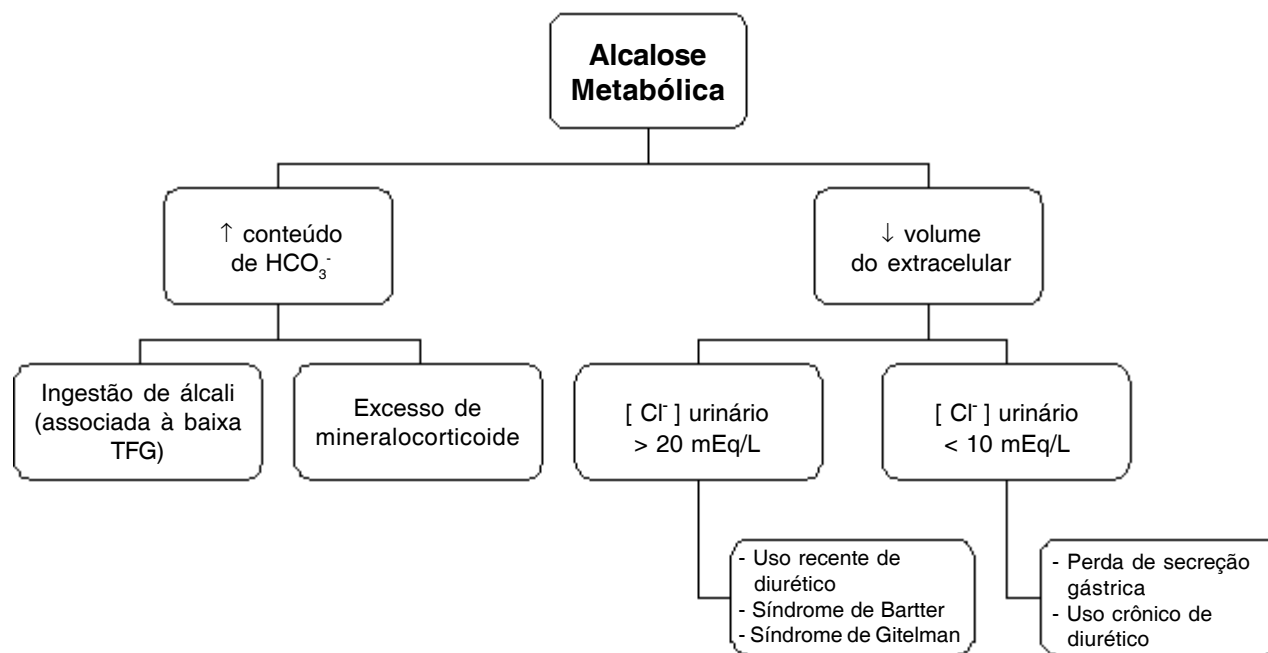 Alcalose
Metabólica
↑ conteúdo
de HCO₃⁻
↓ volume
do extracelular
Ingestão de álcali
(associada à baixa
TFG)
Excesso de
mineralocorticoide
[ Cl⁻ ] urinário
> 20 mEq/L
[ Cl⁻ ] urinário
< 10 mEq/L
- Uso recente de
diurético
- Síndrome de Bartter
- Síndrome de Gitelman
- Perda de secreção
gástrica
- Uso crônico de
diurético